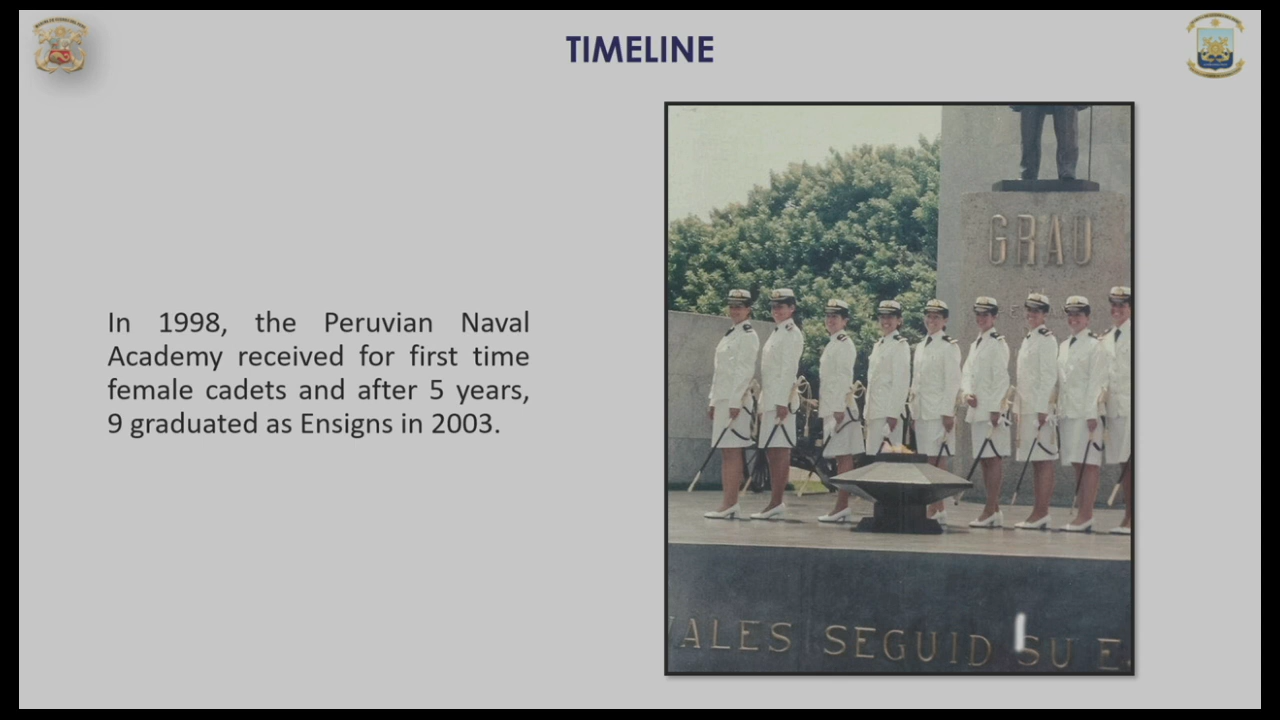 TIMELINE
In 1998, the Peruvian Naval
Academy received for first time
female cadets and after 5 years,
9 graduated as Ensigns in 2003.
GRAU
VALES SEGUID SU E